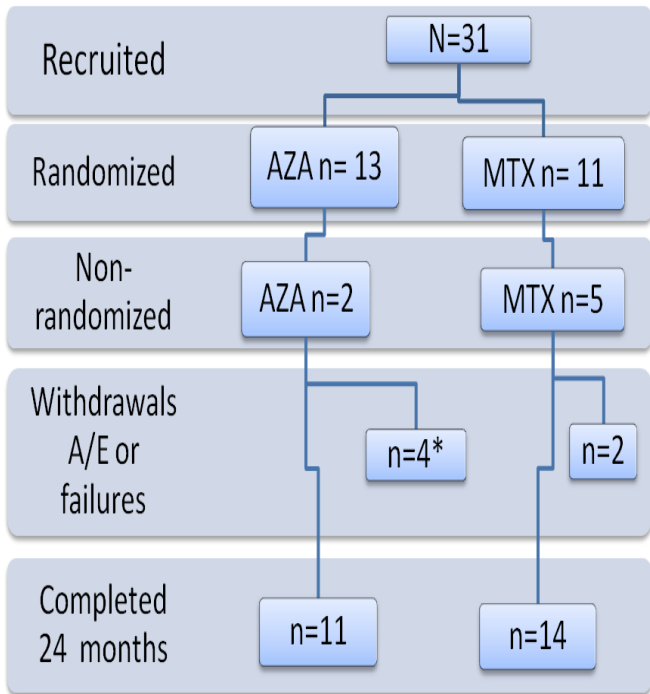 Recruited
N=31
Randomized
AZA n= 13
MTX n= 11
Non-
randomized
AZA n=2
MTX n=5
Withdrawals
A/E or
failures
n=4*
n=2
Completed
24 months
n=11
n=14